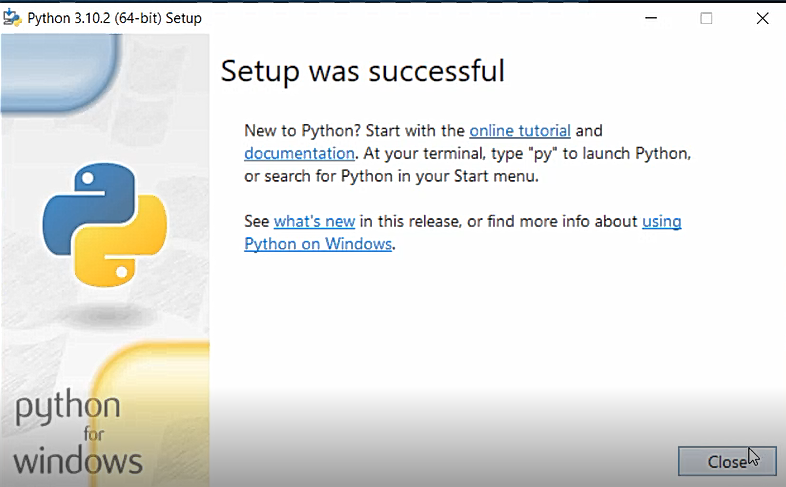 Python 3.10.2 (64-bit) Setup
Setup was successful
New to Python? Start with the online tutorial and
documentation. At your terminal, type "py" to launch Python,
or search for Python in your Start menu.
See what's new in this release, or find more info about using
Python on Windows.
python
for
windows
Close